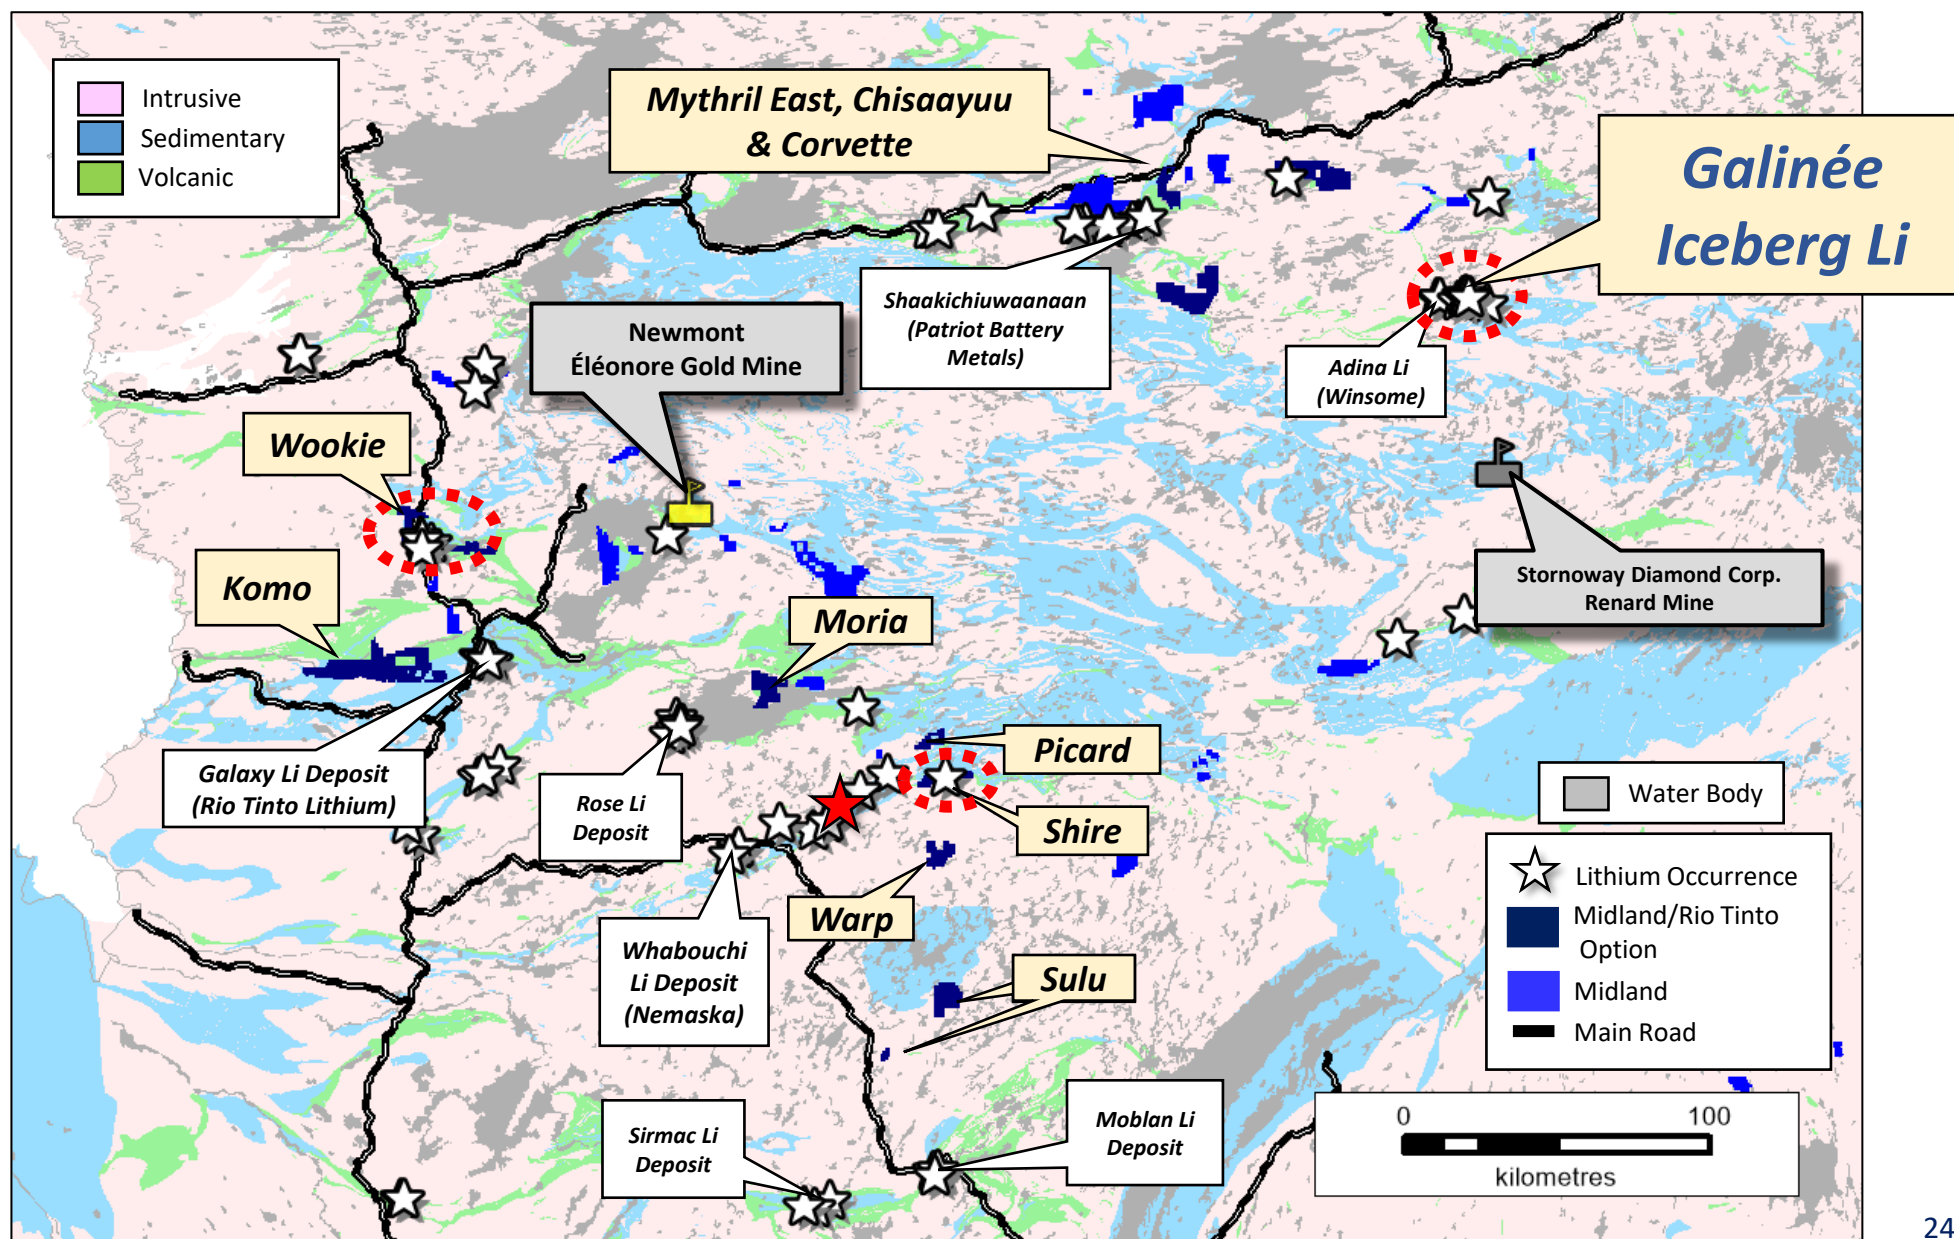 Intrusive
Sedimentary
Volcanic
Mythril East, Chisaayuu
& Corvette
Galinée
Iceberg Li
Shaakichiuwaanaan
(Patriot Battery
Metals)
Newmont
Éléonore Gold Mine
Adina Li
(Winsome)
Wookie
Komo
Stornoway Diamond Corp.
Renard Mine
Moria
Picard
Galaxy Li Deposit
(Rio Tinto Lithium)
Rose Li
Deposit
Shire
Water Body
Warp
Lithium Occurrence
Midland/Rio Tinto
Option
Midland
Main Road
Whabouchi
Li Deposit
(Nemaska)
Sulu
Sirmac Li
Deposit
Moblan Li
Deposit
0 100
kilometres
24